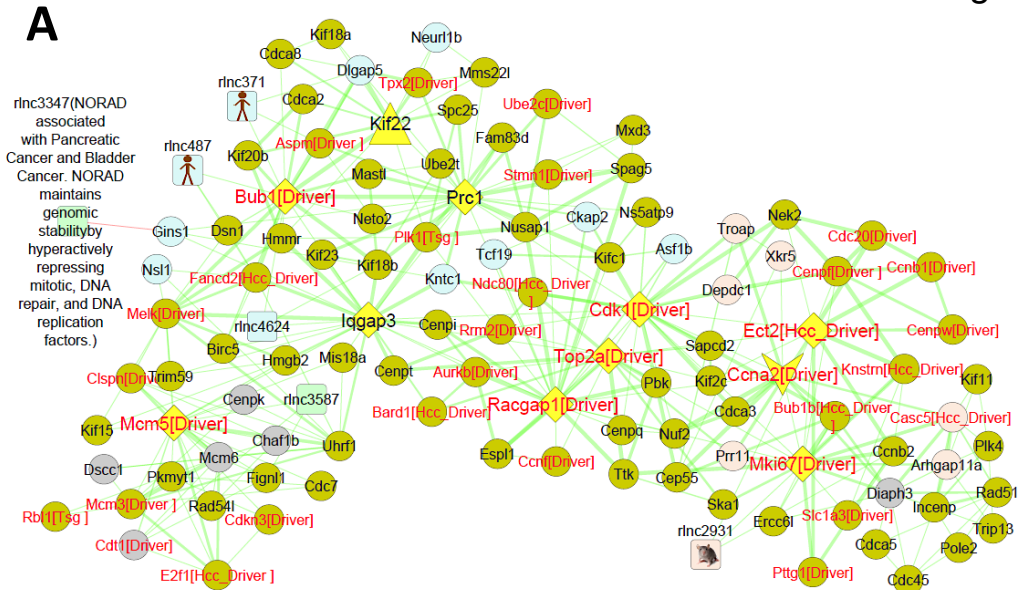 A
g
Kif18a
Neurl1b
Cdca8
Dlgap5
Tpx2[Driver]
Mms22l
rlnc371
Cdca2
Spc25
Ube2c[Driver]
rlnc3347(NORAD
associated
with Pancreatic
Cancer and Bladder
Cancer. NORAD
maintains
genomic
stabilityby
hyperactively
repressing
mitotic, DNA
repair, and DNA
replication
factors.)
Kif22
Mxd3
Aspm[Driver ]
Fam83d
rlnc487
Kif20b
Mastl
Ube2t
Stmn1[Driver]
Spag5
Bub1[Driver]
Prc1
Neto2
Nusap1
Ckap2
Ns5atp9
Gins1
Dsn1
Hmmr
Plk1[Tsg ]
Troap
Nek2
Kif23
Kif18b
Tcf19
Kifc1
Asf1b
Xkr5
Cdc20[Driver]
Nsl1
Fancd2[Hcc_Driver]
Kntc1
Ndc80[Hcc_Driver
]
Depdc1
Cenpf[Driver ]
Ccnb1[Driver]
Melk[Driver]
rlnc4624
Iqgap3
Cenpi
Rrm2[Driver]
Cdk1[Driver]
Ect2[Hcc_Driver]
Cenpw[Driver]
Birc5
Hmgb2
Mis18a
Top2a[Driver]
Sapcd2
Clspn[Driver]
Trim59
Cenpt
Aurkb[Driver]
Pbk
Kif2c
Ccna2[Driver]
Knstrn[Hcc_Driver]
Kif11
Cenpk
rlnc3587
Bard1[Hcc_Driver]
Racgap1[Driver]
Cdca3
Bub1b[Hcc_Driver
]
Casc5[Hcc_Driver]
Kif15
Mcm5[Driver]
Chaf1b
Uhrf1
Cenpq
Nuf2
Plk4
Dscc1
Mcm6
Espl1
Ccnf[Driver]
Prr11
Mki67[Driver]
Ccnb2
Arhgap11a
Pkmyt1
Fignl1
Cdc7
Ttk
Cep55
Diaph3
Rad51
Mcm3[Driver ]
Rad54l
Ska1
Incenp
Rbl1[Tsg ]
Cdkn3[Driver]
Ercc6l
Slc1a3[Driver]
Trip13
Cdt1[Driver]
rlnc2931
Cdca5
Pole2
E2f1[Hcc_Driver ]
Pttg1[Driver]
Cdc45